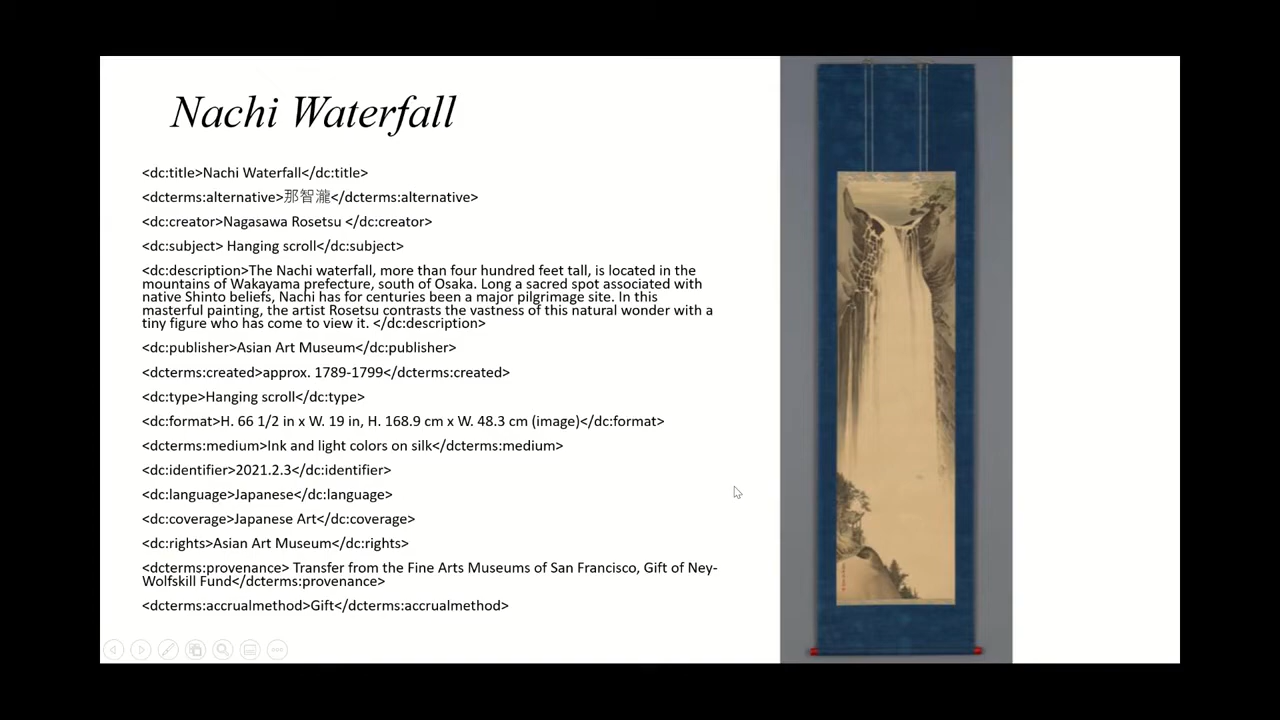 Nachi Waterfall
<dc:title>Nachi Waterfall</dc:title>
<dcterms:alternative>那智瀧</dcterms:alternative>
<dc:creator>Nagasawa Rosetsu </dc:creator>
<dc:subject> Hanging scroll</dc:subject>
<dc:description>The Nachi waterfall, more than four hundred feet tall, is located in the
mountains of Wakayama prefecture, south of Osaka. Long a sacred spot associated with
native Shinto beliefs, Nachi has for centuries been a major pilgrimage site. In this
masterful painting, the artist Rosetsu contrasts the vastness of this natural wonder with a
tiny figure who has come to view it. </dc:description>
<dc:publisher>Asian Art Museum</dc:publisher>
<dcterms:created>approx. 1789-1799</dcterms:created>
<dc:type>Hanging scroll</dc:type>
<dc:format>H. 66 1/2 in x W. 19 in, H. 168.9 cm x W. 48.3 cm (image)</dc:format>
<dcterms:medium>Ink and light colors on silk</dcterms:medium>
<dc:identifier>2021.2.3</dc:identifier>
<dc:language>Japanese</dc:language>
<dc:coverage>Japanese Art</dc:coverage>
<dc:rights>Asian Art Museum</dc:rights>
<dcterms:provenance> Transfer from the Fine Arts Museums of San Francisco, Gift of Ney-
Wolfskill Fund</dcterms:provenance>
<dcterms:accrualmethod>Gift</dcterms:accrualmethod>